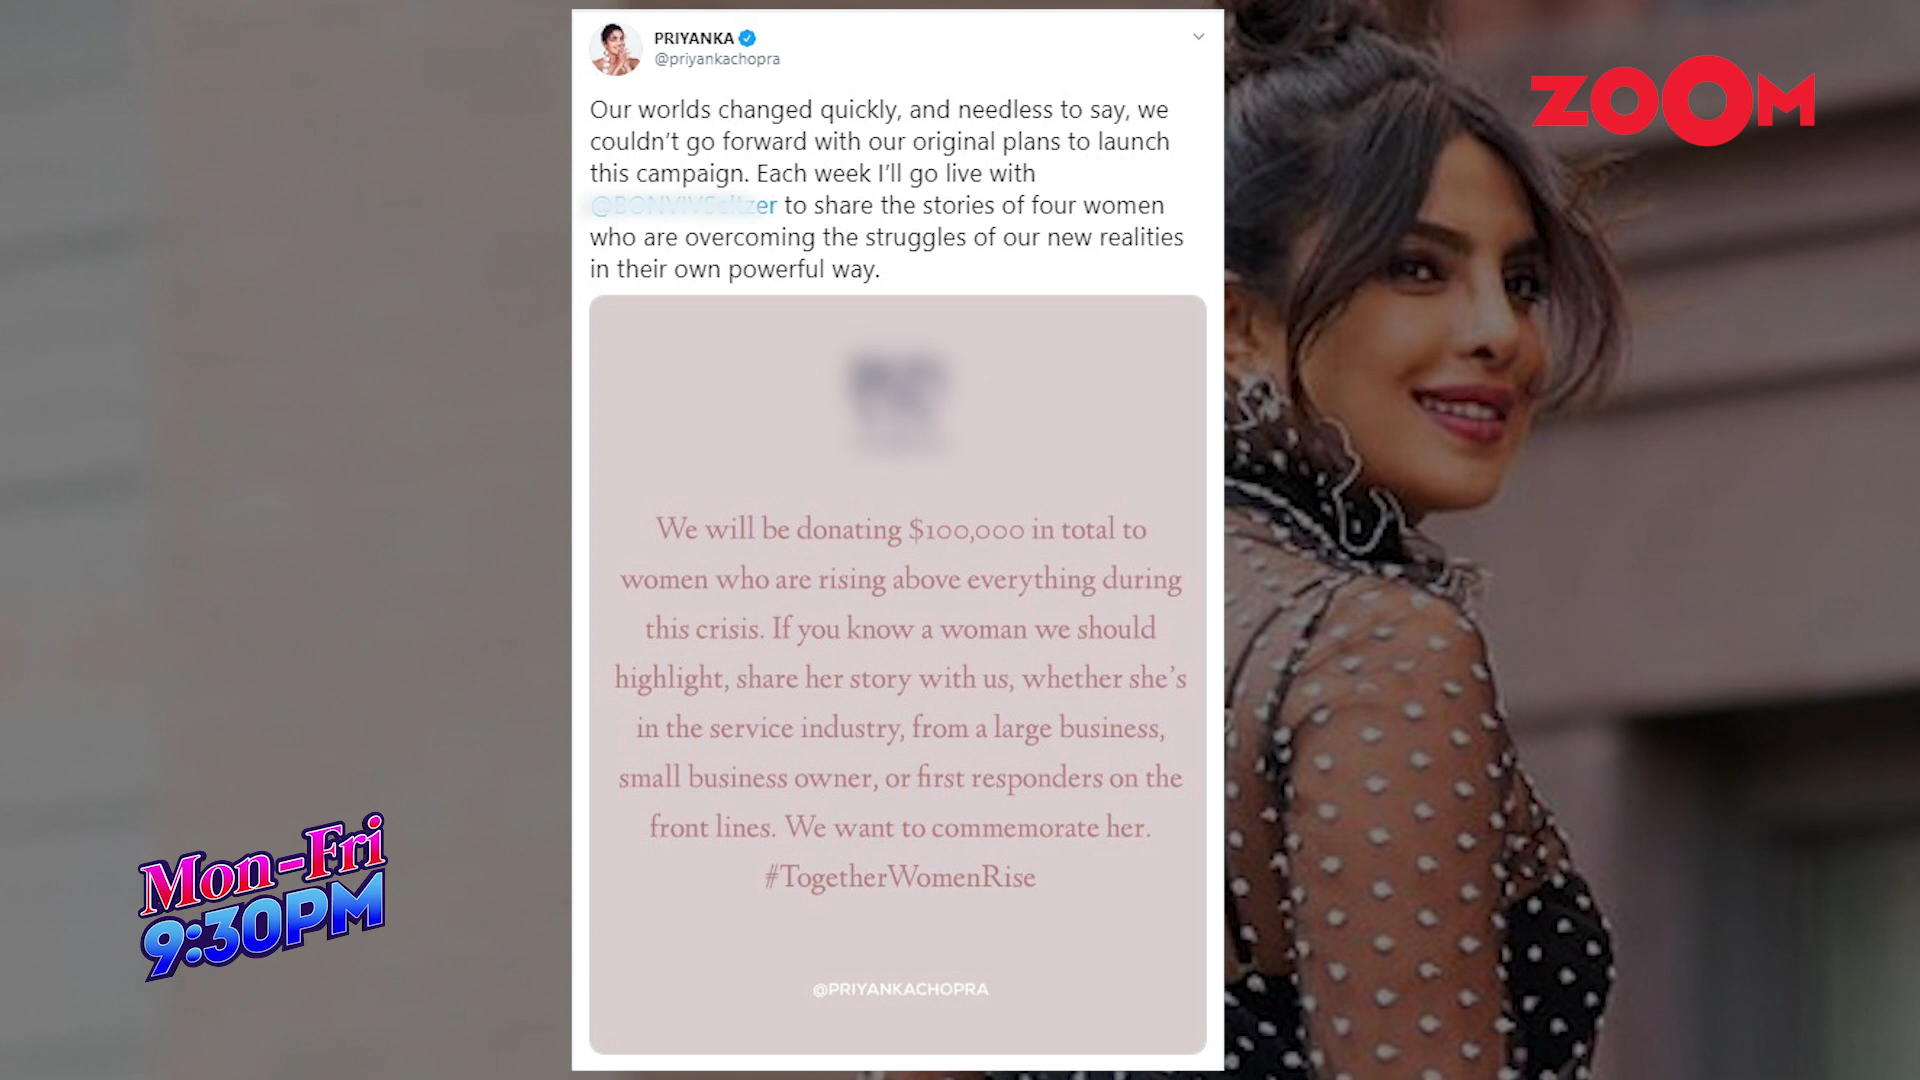 PRIYANKA
@priyankachopra
Our worlds changed quickly, and needless to say, we
couldn't go forward with our original plans to launch
this campaign. Each week I'll go live with
@BONVIVSeltzer to share the stories of four women
who are overcoming the struggles of our new realities
in their own powerful way.
We will be donating $100,000 in total to
women who are rising above everything during
this crisis. If you know a woman we should
highlight, share her story with us, whether she's
in the service industry, from a large business,
small business owner, or first responders on the
front lines. We want to commemorate her.
#TogetherWomenRise
@PRIYANKACHOPRA
ZOOM
Mon-Fri
9:30PM